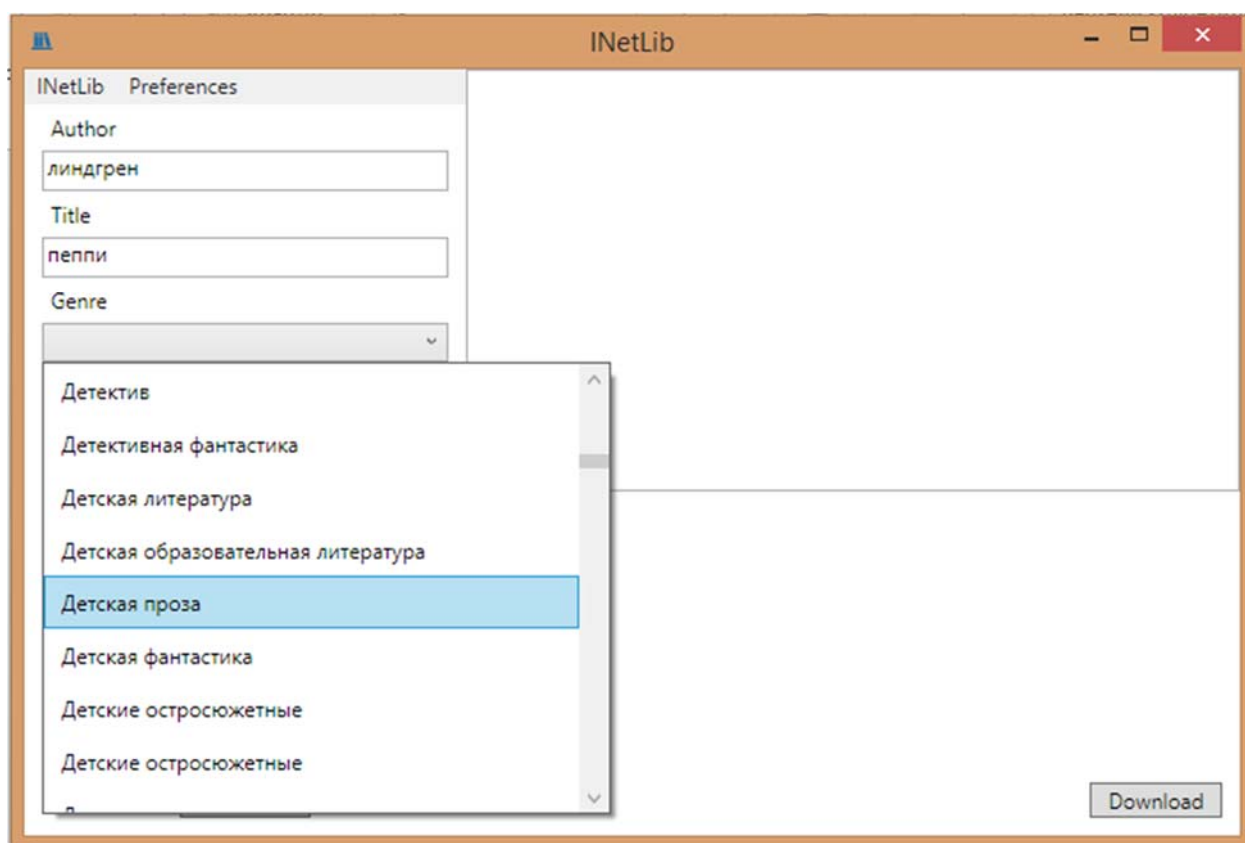 INetLib
INetLib Preferences
Author
линдгрен
Title
пеппи
Genre
Детектив
Детективная фантастика
Детская литература
Детская образовательная литература
Детская проза
Детская фантастика
Детские остросюжетные
Детские остросюжетные
Download